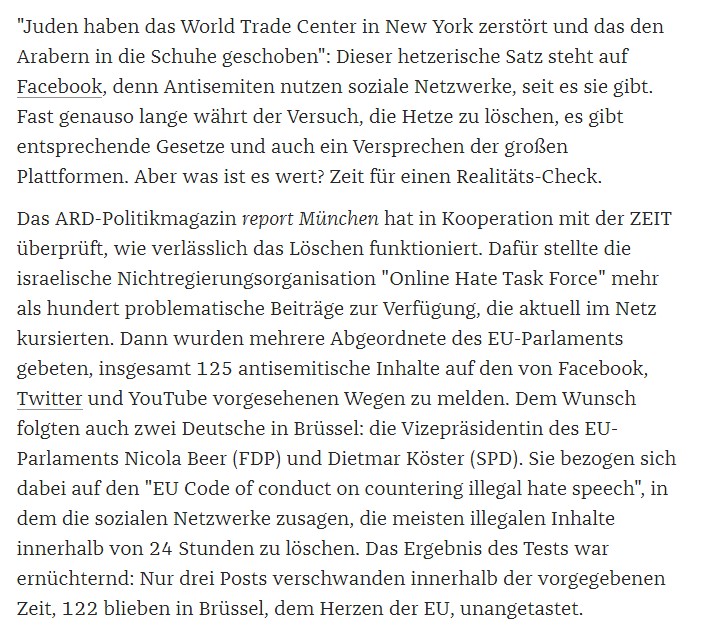 "Juden haben das World Trade Center in New York zerstört und das den
Arabern in die Schuhe geschoben": Dieser hetzerische Satz steht auf
Facebook, denn Antisemiten nutzen soziale Netzwerke, seit es sie gibt.
Fast genauso lange währt der Versuch, die Hetze zu löschen, es gibt
entsprechende Gesetze und auch ein Versprechen der großen
Plattformen. Aber was ist es wert? Zeit für einen Realitäts-Check.
Das ARD-Politikmagazin report München hat in Kooperation mit der ZEIT
überprüft, wie verlässlich das Löschen funktioniert. Dafür stellte die
israelische Nichtregierungsorganisation "Online Hate Task Force" mehr
als hundert problematische Beiträge zur Verfügung, die aktuell im Netz
kursierten. Dann wurden mehrere Abgeordnete des EU-Parlaments
gebeten, insgesamt 125 antisemitische Inhalte auf den von Facebook,
Twitter und YouTube vorgesehenen Wegen zu melden. Dem Wunsch
folgten auch zwei Deutsche in Brüssel: die Vizepräsidentin des EU-
Parlaments Nicola Beer (FDP) und Dietmar Köster (SPD). Sie bezogen sich
dabei auf den "EU Code of conduct on countering illegal hate speech", in
dem die sozialen Netzwerke zusagen, die meisten illegalen Inhalte
innerhalb von 24 Stunden zu löschen. Das Ergebnis des Tests war
ernüchternd: Nur drei Posts verschwanden innerhalb der vorgegebenen
Zeit, 122 blieben in Brüssel, dem Herzen der EU, unangetastet.